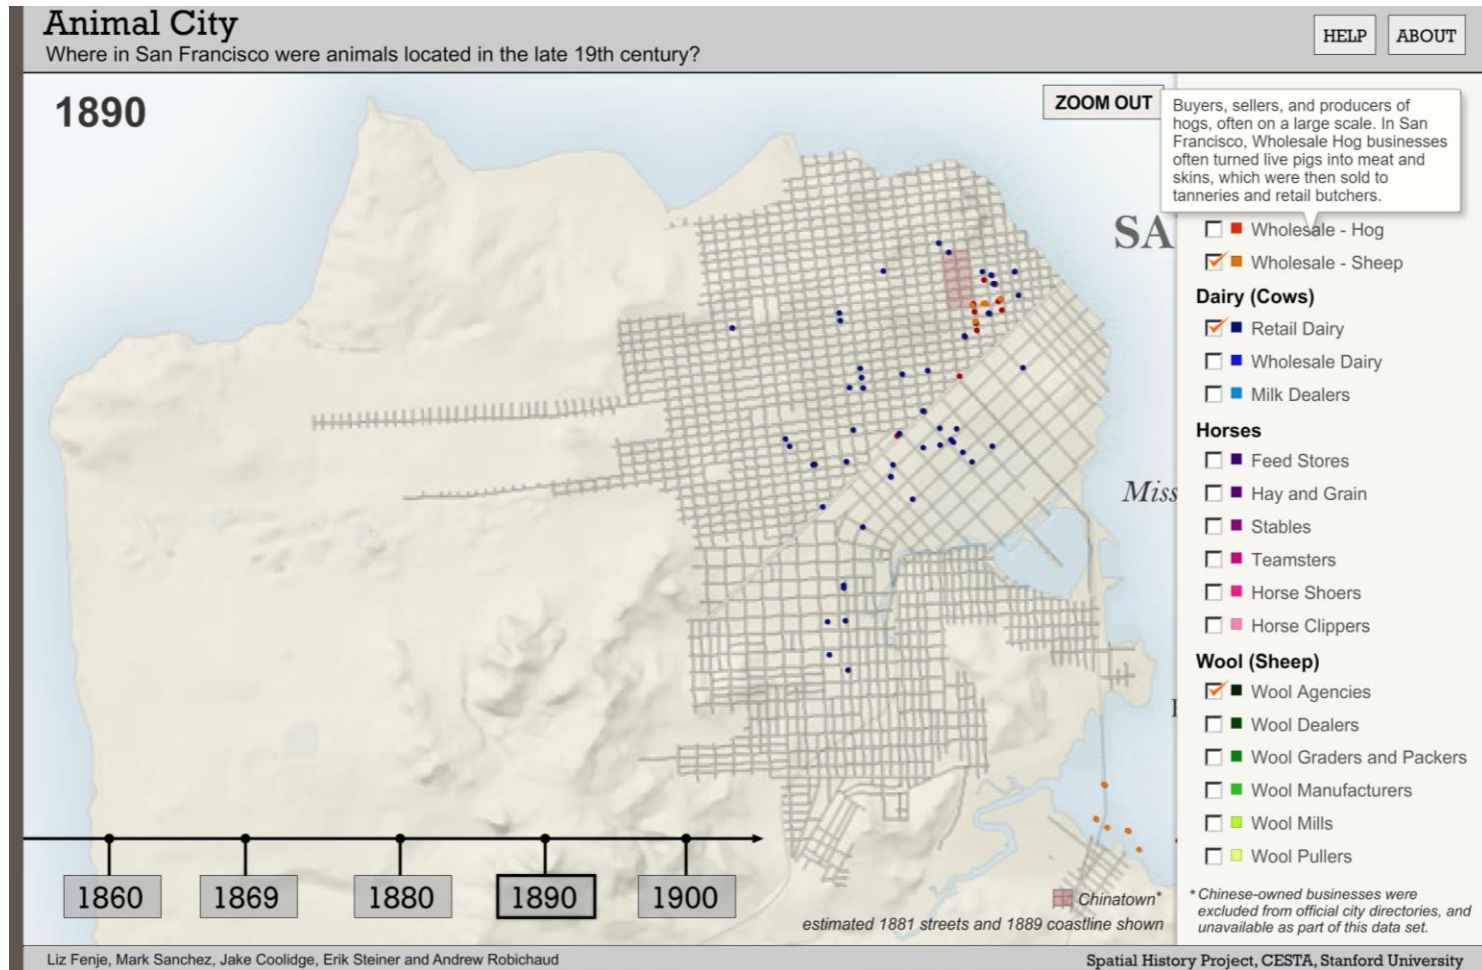 Animal City
Where in San Francisco were animals located in the late 19th century?
HELP
ABOUT
1890
ZOOM OUT
Buyers, sellers, and producers of
hogs, often on a large scale. In San
Francisco, Wholesale Hog businesses
often turned live pigs into meat and
skins, which were then sold to
tanneries and retail butchers.
SA
Wholesale - Hog
Wholesale - Sheep
Dairy (Cows)
Retail Dairy
Wholesale Dairy
Milk Dealers
Horses
Feed Stores
Miss
Hay and Grain
Stables
Teamsters
Horse Shoers
Horse Clippers
Wool (Sheep)
Wool Agencies
Wool Dealers
Wool Graders and Packers
Wool Manufacturers
Wool Mills
Wool Pullers
1860
1869
1880
1890
1900
Chinatown*
estimated 1881 streets and 1889 coastline shown
* Chinese-owned businesses were
excluded from official city directories, and
unavailable as part of this data set.
Liz Fenje, Mark Sanchez, Jake Coolidge, Erik Steiner and Andrew Robichaud
Spatial History Project, CESTA, Stanford University